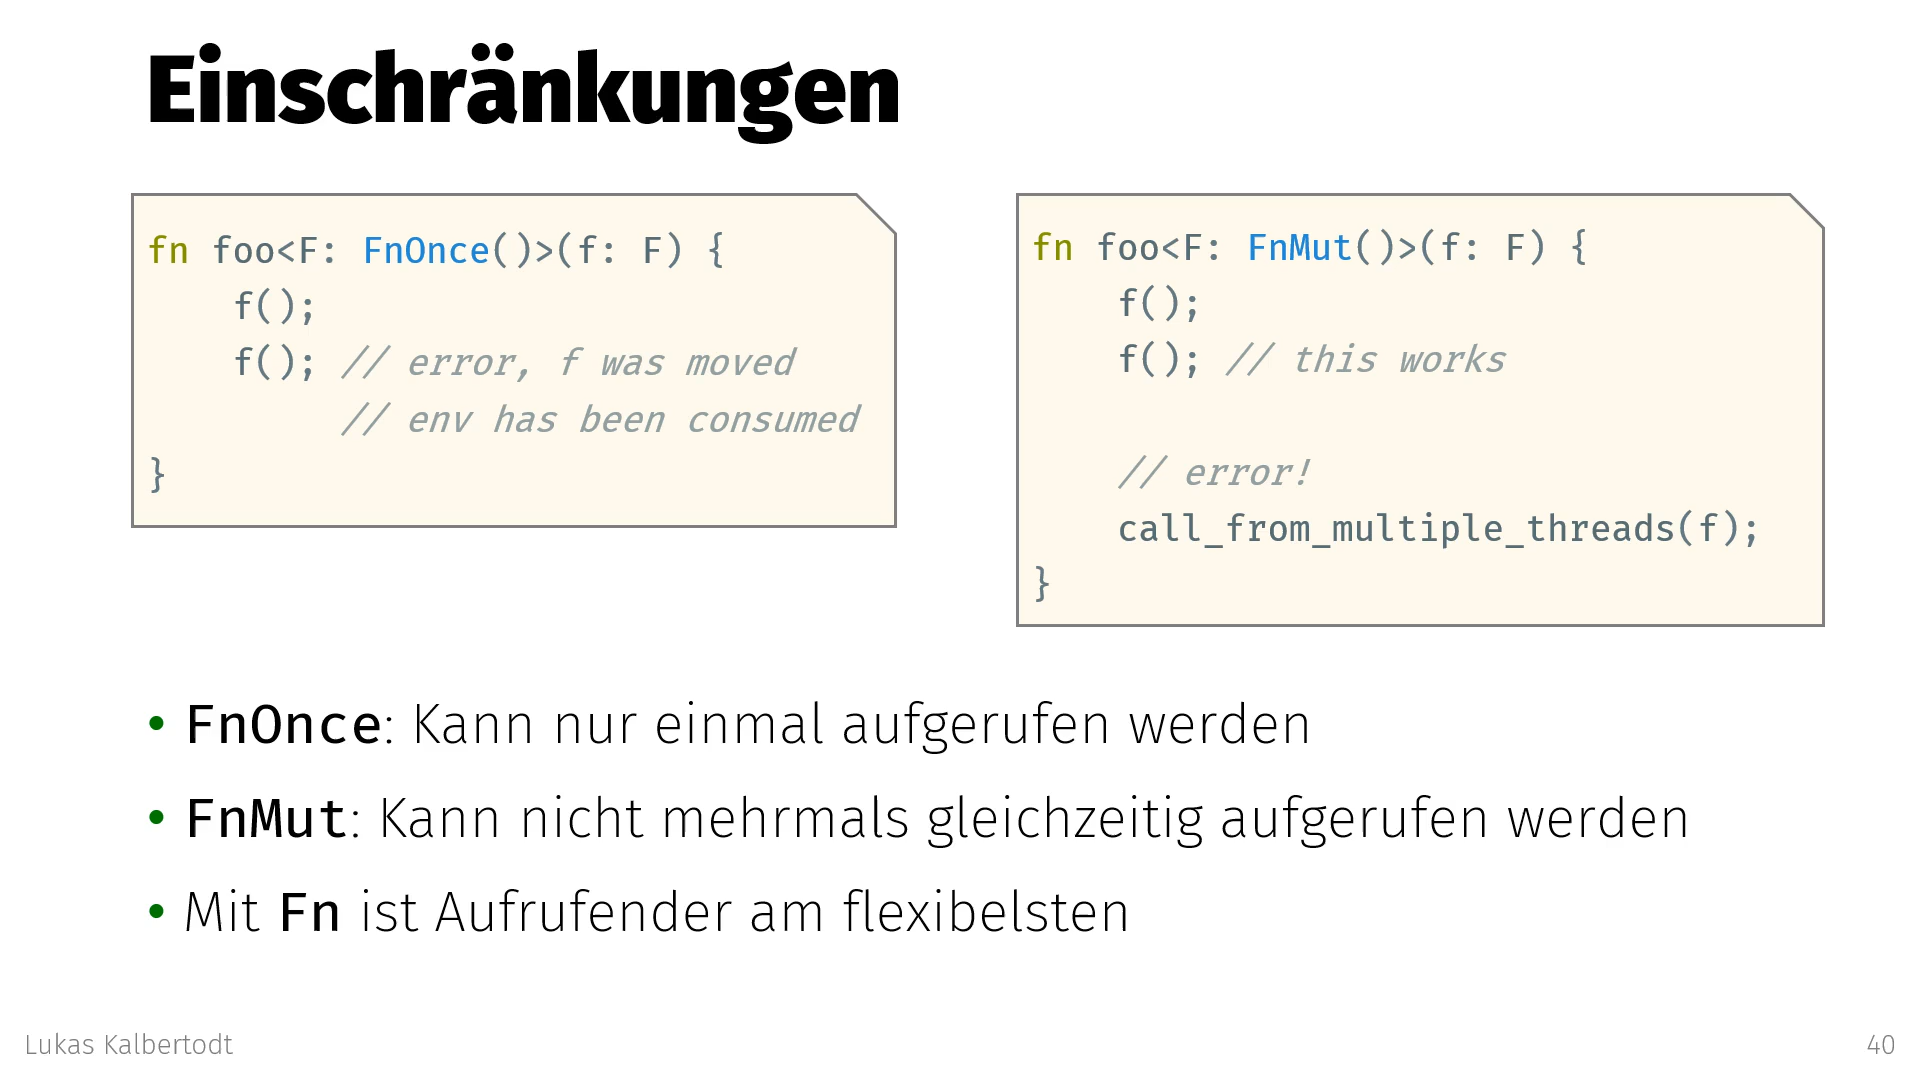 Einschränkungen
fn foo<F: FnOnce()>(f: F) {
    f();
    f(); // error, f was moved
         // env has been consumed
}
fn foo<F: FnMut()>(f: F) {
    f();
    f(); // this works
    // error!
    call_from_multiple_threads(f);
}
• FnOnce: Kann nur einmal aufgerufen werden
• FnMut: Kann nicht mehrmals gleichzeitig aufgerufen werden
• Mit Fn ist Aufrufender am flexibelsten
Lukas Kalbertodt
40